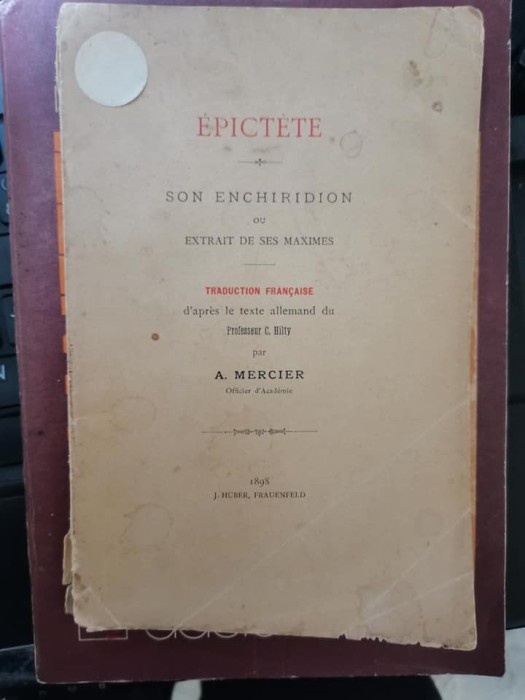 ÉPICTÈTE
SON ENCHIRIDION
OU
EXTRAIT DE SES MAXIMES
TRADUCTION FRANÇAISE
d'après le texte allemand du
Professeur C. Hilty
par
A. MERCIER
Officier d'Académie
1898
J. HUBER, FRAUENFELD